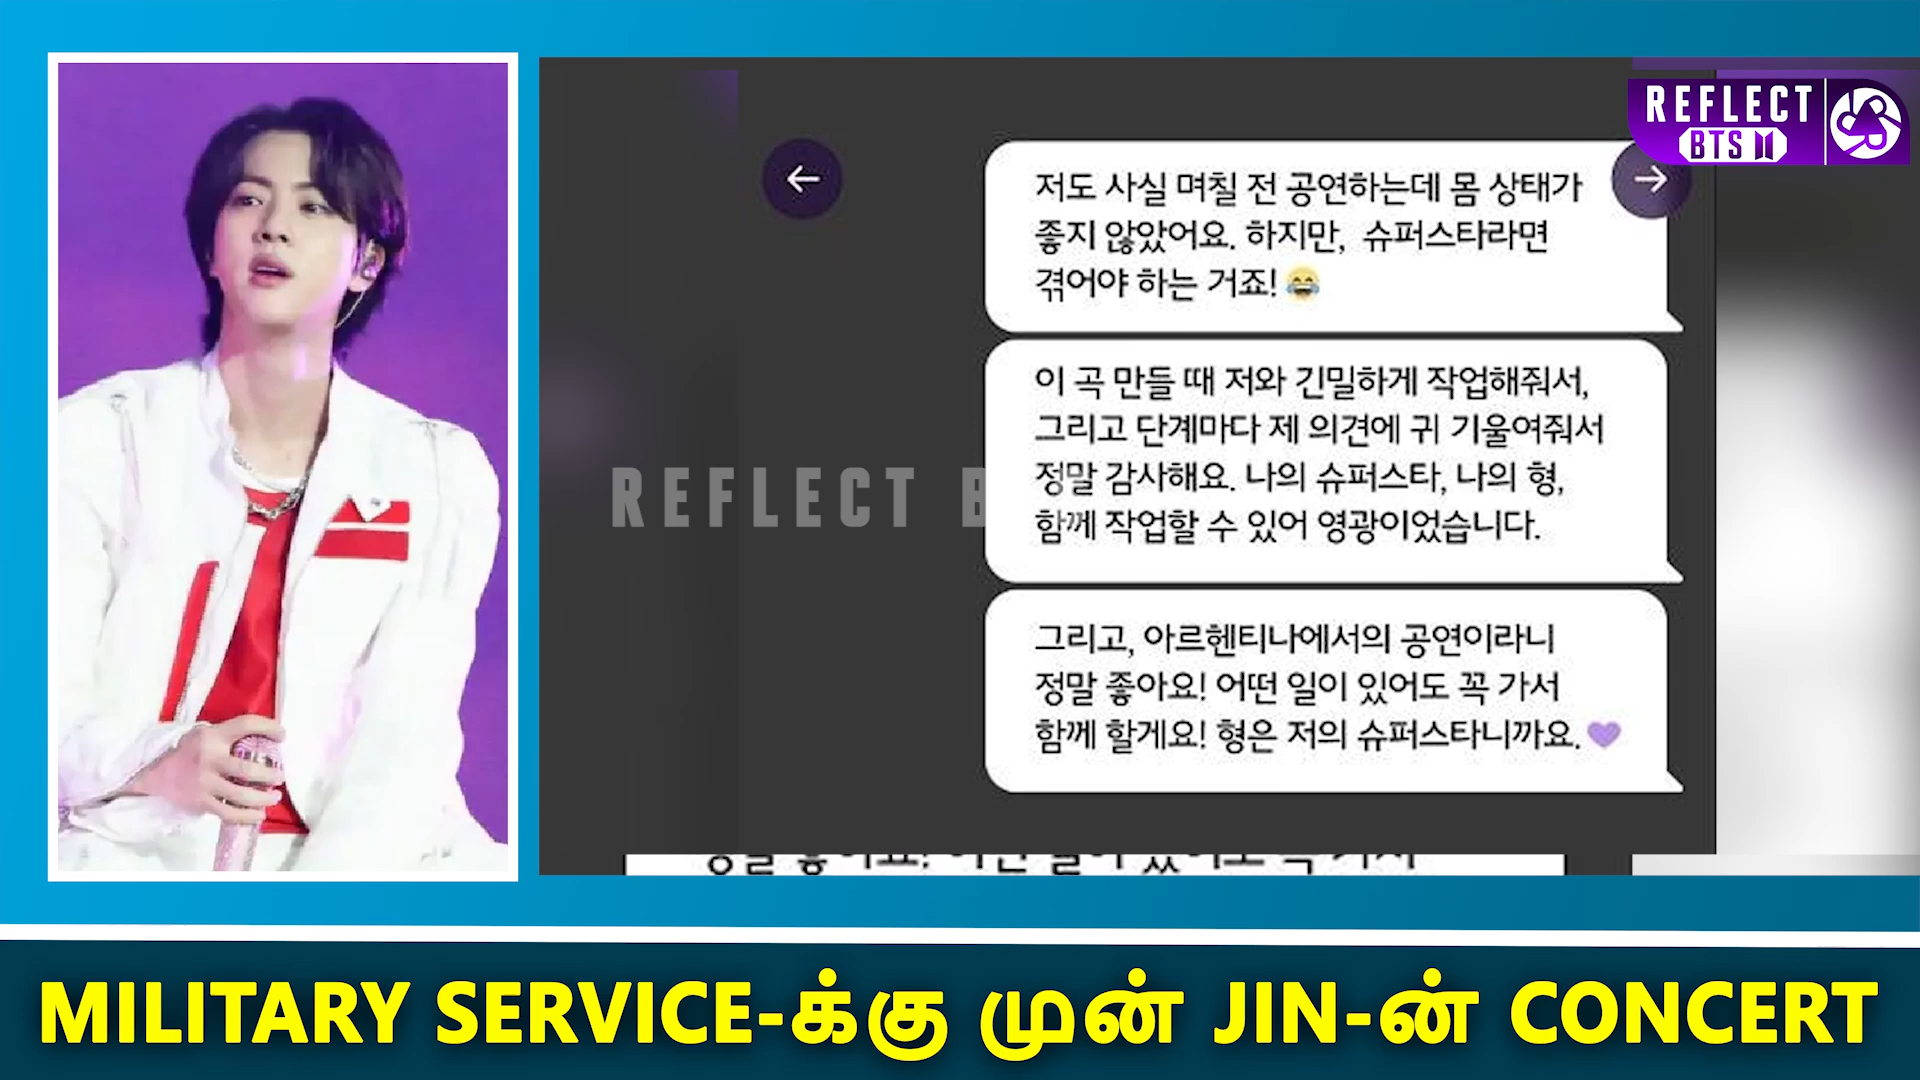 REFLECT
BTS
←
→
저도 사실 며칠 전 공연하는데 몸 상태가
좋지 않았어요. 하지만, 슈퍼스타라면
겪어야 하는 거죠! 😂
이 곡 만들 때 저와 긴밀하게 작업해줘서,
그리고 단계마다 제 의견에 귀 기울여줘서
정말 감사해요. 나의 슈퍼스타, 나의 형,
함께 작업할 수 있어 영광이었습니다.
REFLECT B
그리고, 아르헨티나에서의 공연이라니
정말 좋아요! 어떤 일이 있어도 꼭 가서
함께 할게요! 형은 저의 슈퍼스타니까요. 💜
MILITARY SERVICE-க்கு முன் JIN-ன் CONCERT